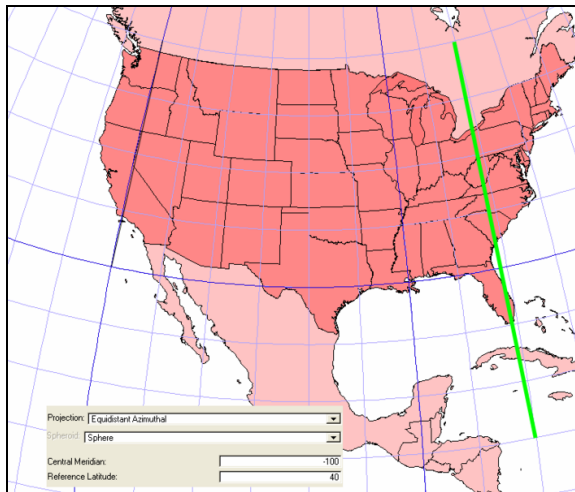 Projection: Equidistant Azimuthal
Spheroid: Sphere
Central Meridian: -100
Reference Latitude: 40